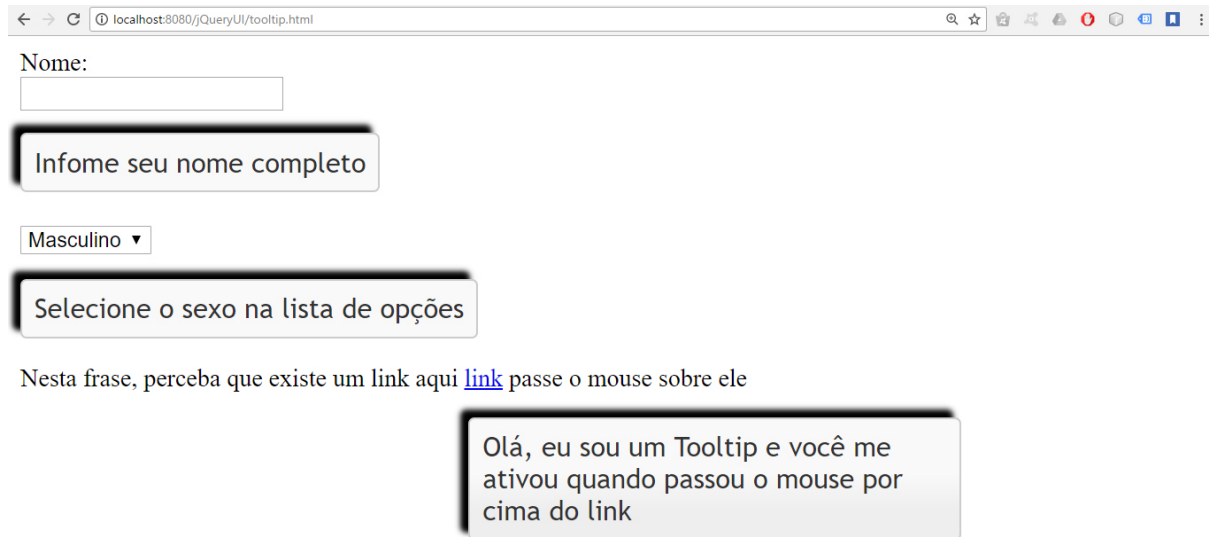 localhost:8080/jQueryUI/tooltip.html
Nome:
Infome seu nome completo
Masculino
Selecione o sexo na lista de opções
Nesta frase, perceba que existe um link aqui link passe o mouse sobre ele
Olá, eu sou um Tooltip e você me
ativou quando passou o mouse por
cima do link